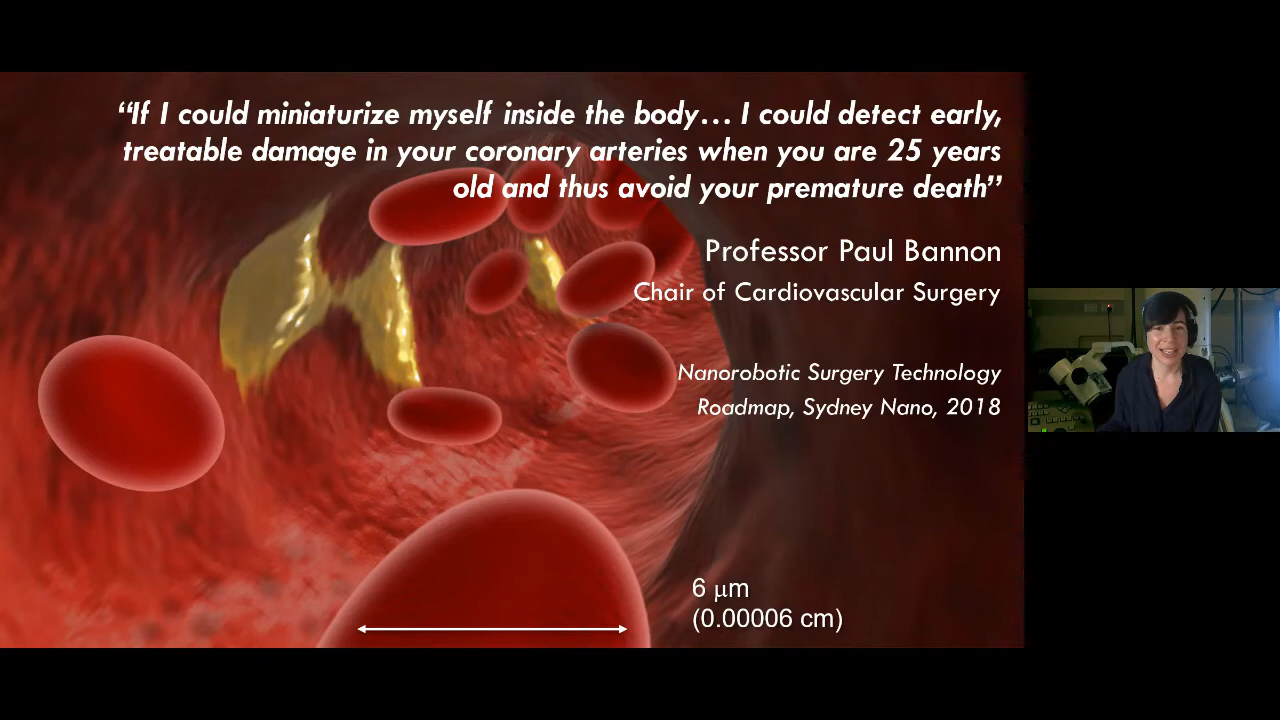 “If I could miniaturize myself inside the body… I could detect early,
treatable damage in your coronary arteries when you are 25 years
old and thus avoid your premature death”
Professor Paul Bannon
Chair of Cardiovascular Surgery
Nanorobotic Surgery Technology
Roadmap, Sydney Nano, 2018
6 μm
(0.00006 cm)